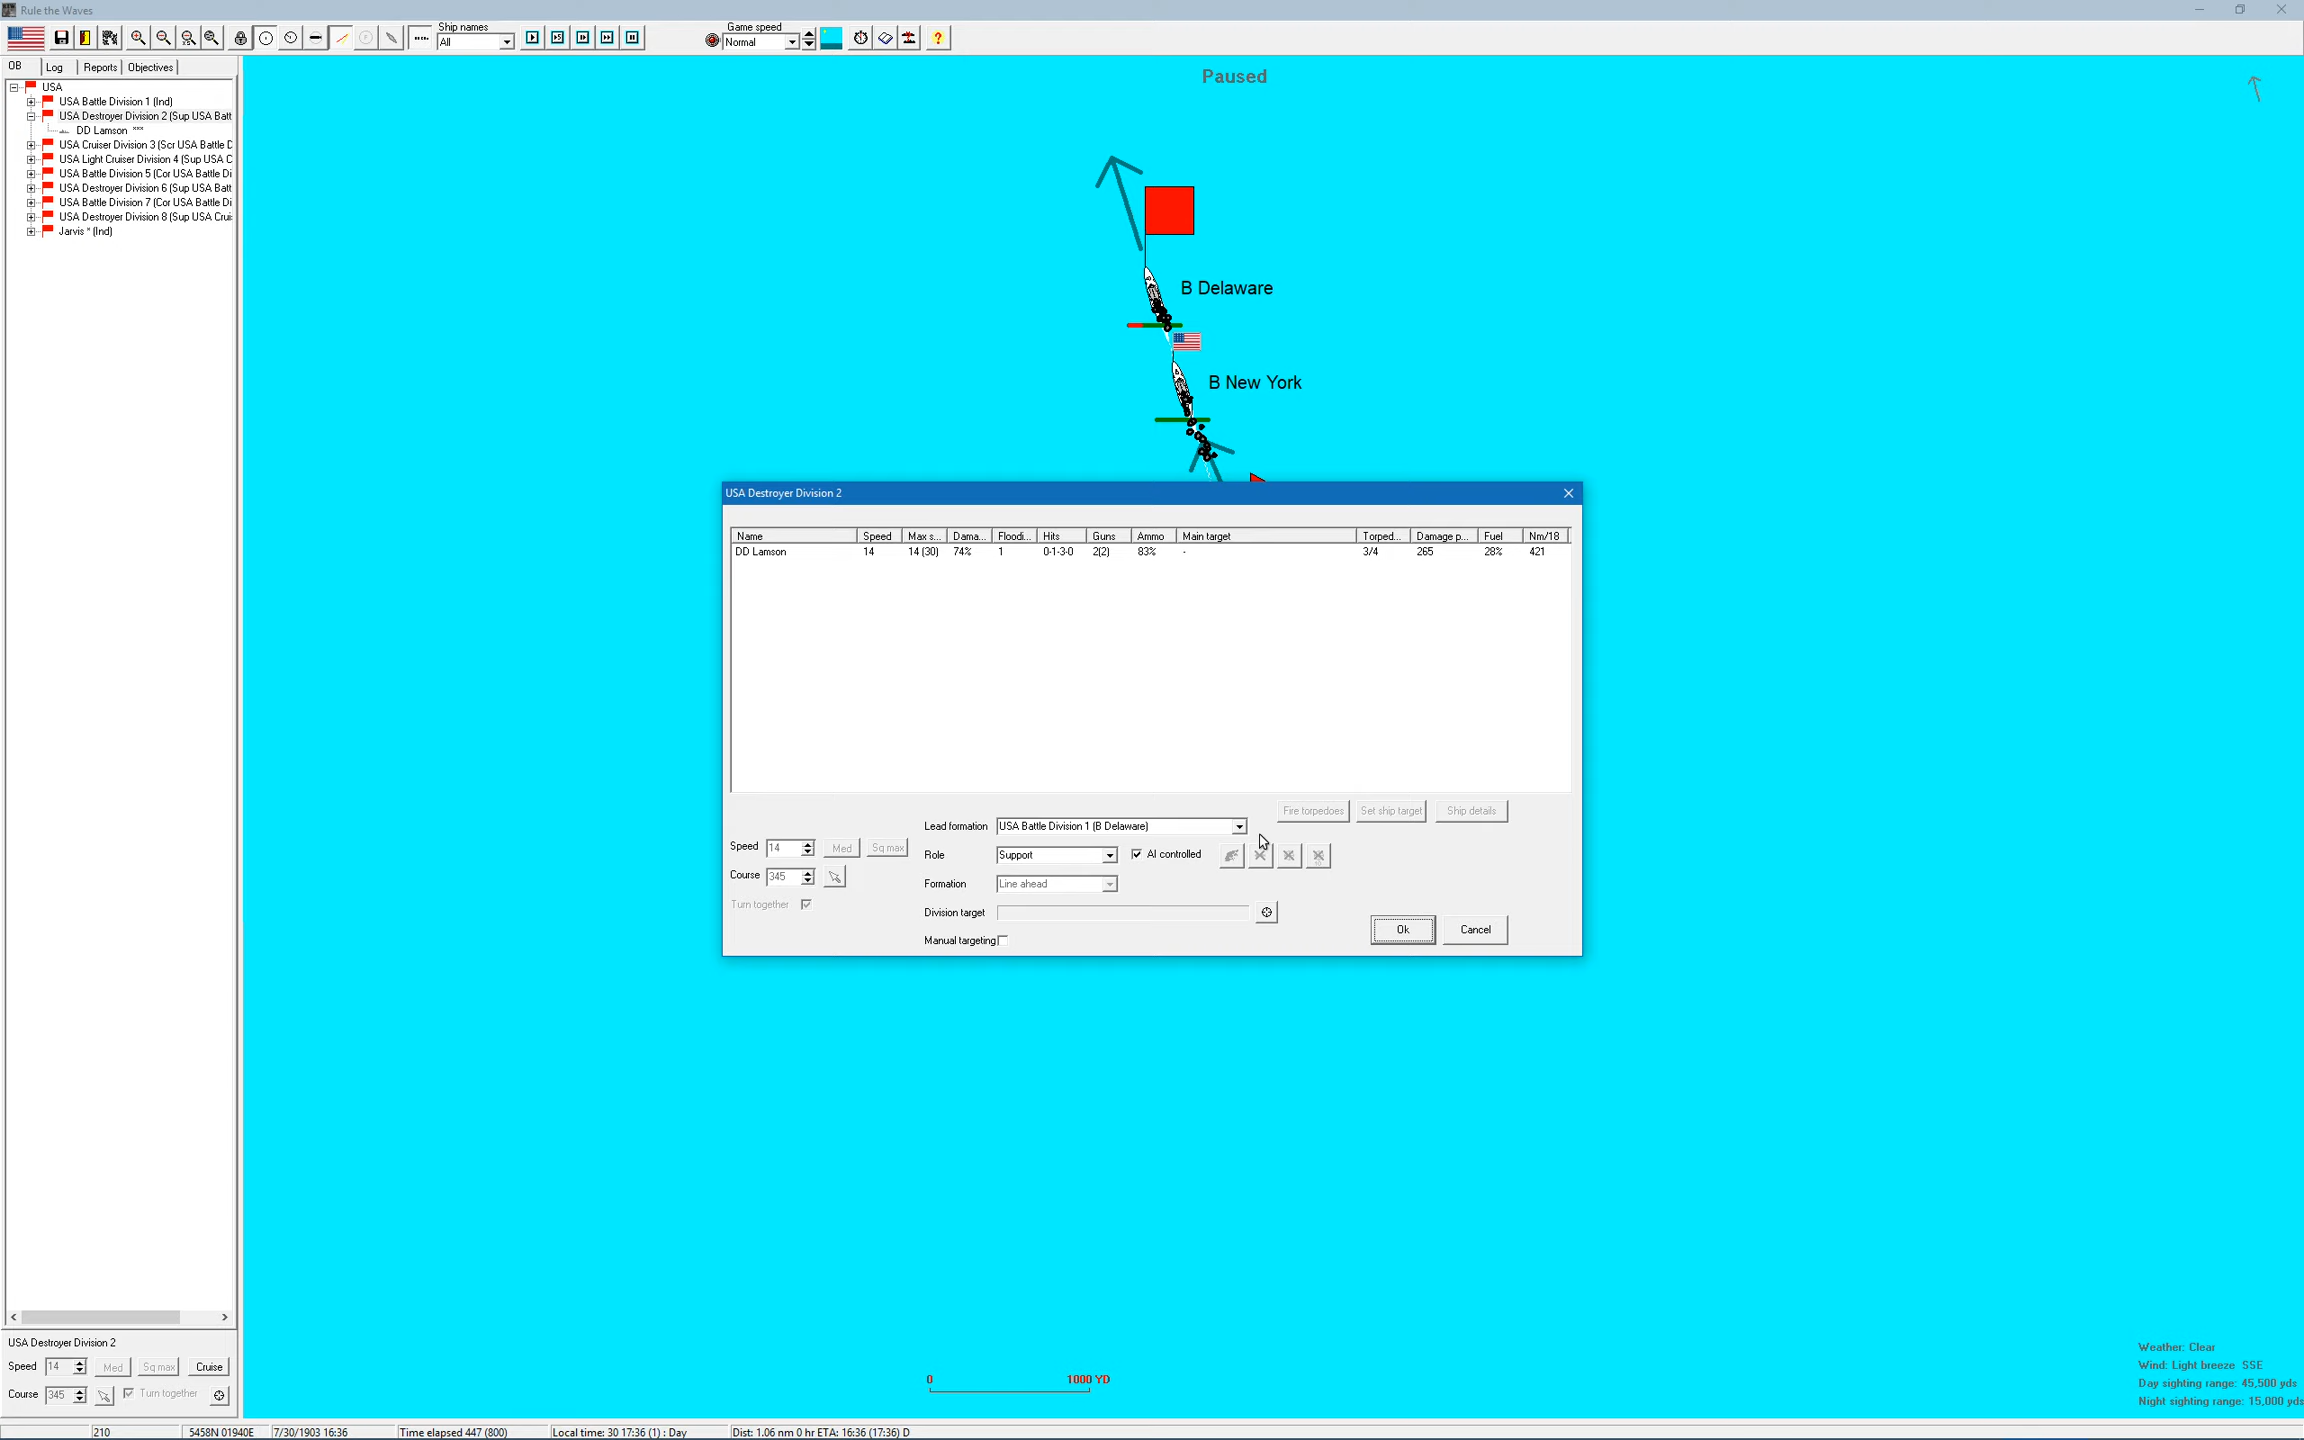 Rule the Waves
Ship names
All
Game speed
Normal
OB
Log
Reports
Objectives
USA
USA Battle Division 1 (Ind)
USA Destroyer Division 2 (Sup USA Batt
DD Lamson ***
USA Cruiser Division 3 (Scr USA Battle D
USA Light Cruiser Division 4 (Sup USA C
USA Battle Division 5 (Cor USA Battle Di
USA Destroyer Division 6 (Sup USA Batt
USA Battle Division 7 (Cor USA Battle Di
USA Destroyer Division 8 (Sup USA Crui
Jarvis * (Ind)
Paused
B Delaware
B New York
USA Destroyer Division 2
Name Speed Max s... Dama... Floodi... Hits Guns Ammo Main target Torped... Damage p... Fuel Nm/18
DD Lamson 14 14 (30) 74% 1 0-1-3-0 2(2) 83% - 3/4 265 28% 421
Fire torpedoes Set ship target Ship details
Lead formation USA Battle Division 1 (B Delaware)
Speed 14 Med Sq max
Role Support AI controlled
Course 345
Formation Line ahead
Turn together
Division target
Manual targeting
Ok Cancel
USA Destroyer Division 2
Speed 14 Med Sq max Cruise
Course 345 Turn together
0 1000 YD
Weather: Clear
Wind: Light breeze SSE
Day sighting range: 45,500 yds
Night sighting range: 15,000 yds
210 5458N 01940E 7/30/1903 16:36 Time elapsed 447 (800) Local time: 30 17:36 (1) : Day Dist: 1.06 nm 0 hr ETA: 16:36 (17:36) D